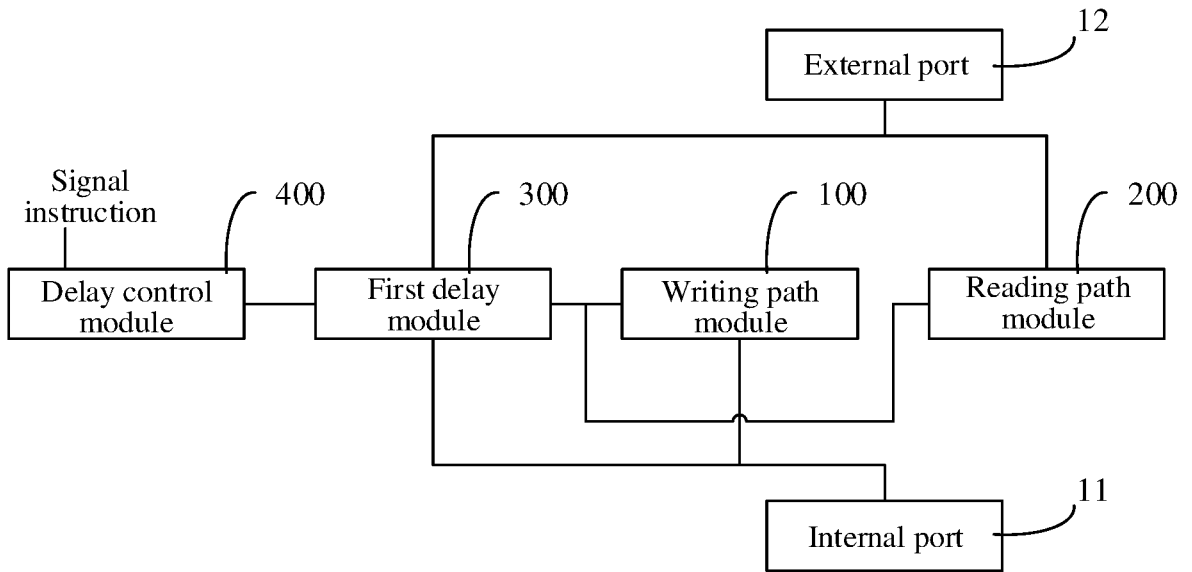 12
External port
Signal
instruction
400
300
100
200
Delay control
module
First delay
module
Writing path
module
Reading path
module
11
Internal port